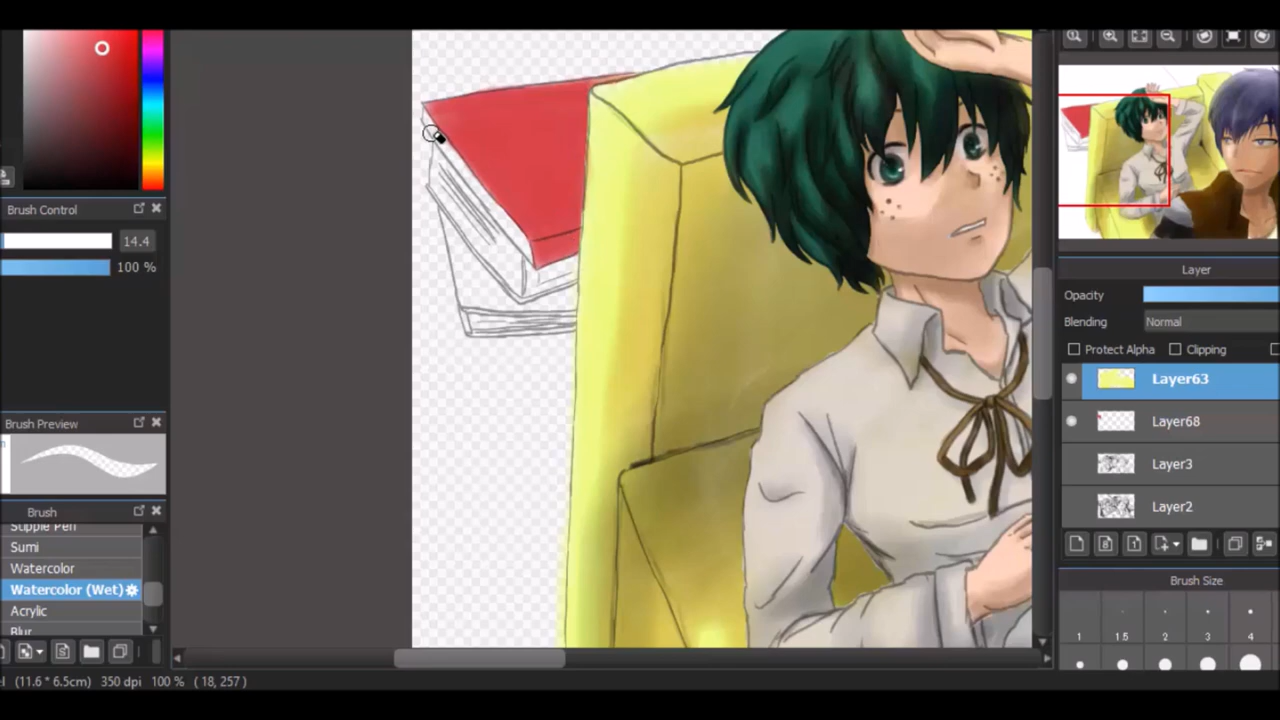 Brush Control
14.4
100 %
Brush Preview
Brush
Supple Pen
Sumi
Watercolor
Watercolor (Wet)
Acrylic
Blur
(11.6 * 6.5cm) 350 dpi 100 % ( 18, 257 )
Layer
Opacity
Blending Normal
Protect Alpha Clipping
Layer63
Layer68
Layer3
Layer2
Brush Size
1 1.5 2 3 4